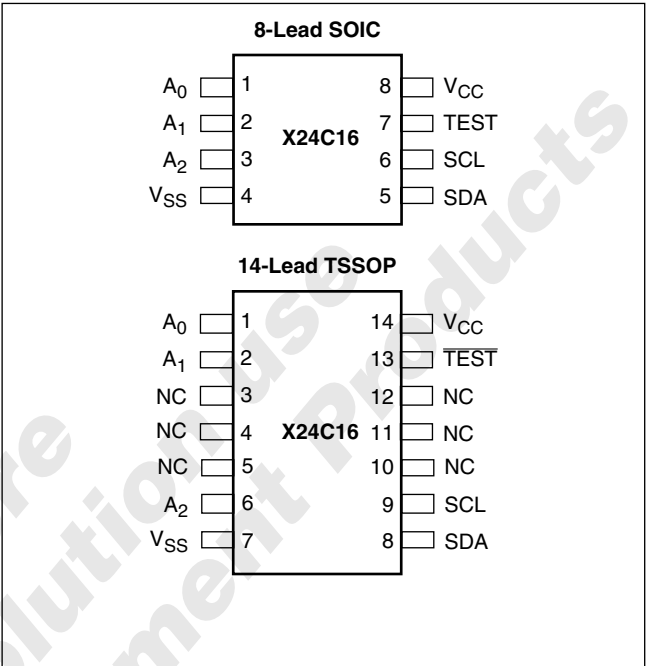 8-Lead SOIC
A0 1 8 VCC
A1 2 X24C16 7 TEST
A2 3 6 SCL
VSS 4 5 SDA
14-Lead TSSOP
A0 1 14 VCC
A1 2 13 TEST
NC 3 12 NC
NC 4 X24C16 11 NC
NC 5 10 NC
A2 6 9 SCL
VSS 7 8 SDA
use
Products